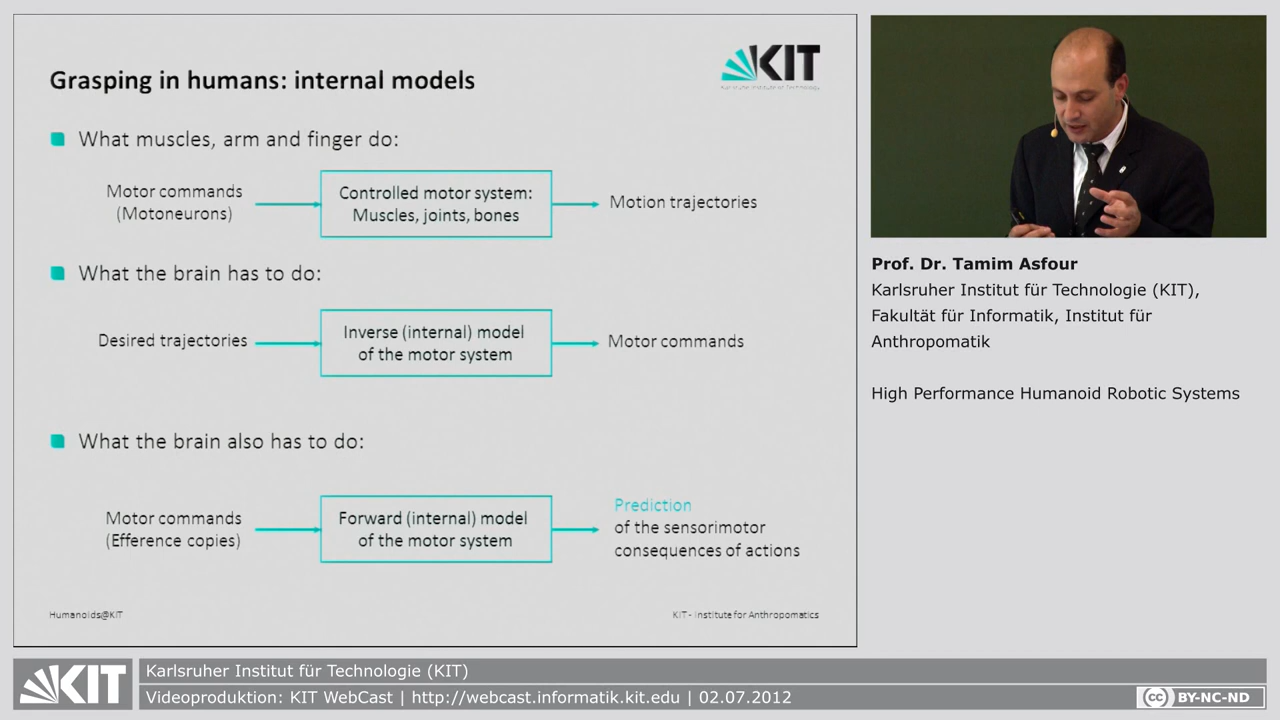 Grasping in humans: internal models
KIT
Karlsruhe Institute of Technology
What muscles, arm and finger do:
Motor commands
(Motoneurons)
Controlled motor system:
Muscles, joints, bones
Motion trajectories
What the brain has to do:
Desired trajectories
Inverse (internal) model
of the motor system
Motor commands
What the brain also has to do:
Motor commands
(Efference copies)
Forward (internal) model
of the motor system
Prediction
of the sensorimotor
consequences of actions
Humanoids@KIT
KIT - Institute for Anthropomatics
Prof. Dr. Tamim Asfour
Karlsruher Institut für Technologie (KIT),
Fakultät für Informatik, Institut für
Anthropomatik
High Performance Humanoid Robotic Systems
KIT
Karlsruher Institut für Technologie (KIT)
Videoproduktion: KIT WebCast | http://webcast.informatik.kit.edu | 02.07.2012
cc BY-NC-ND